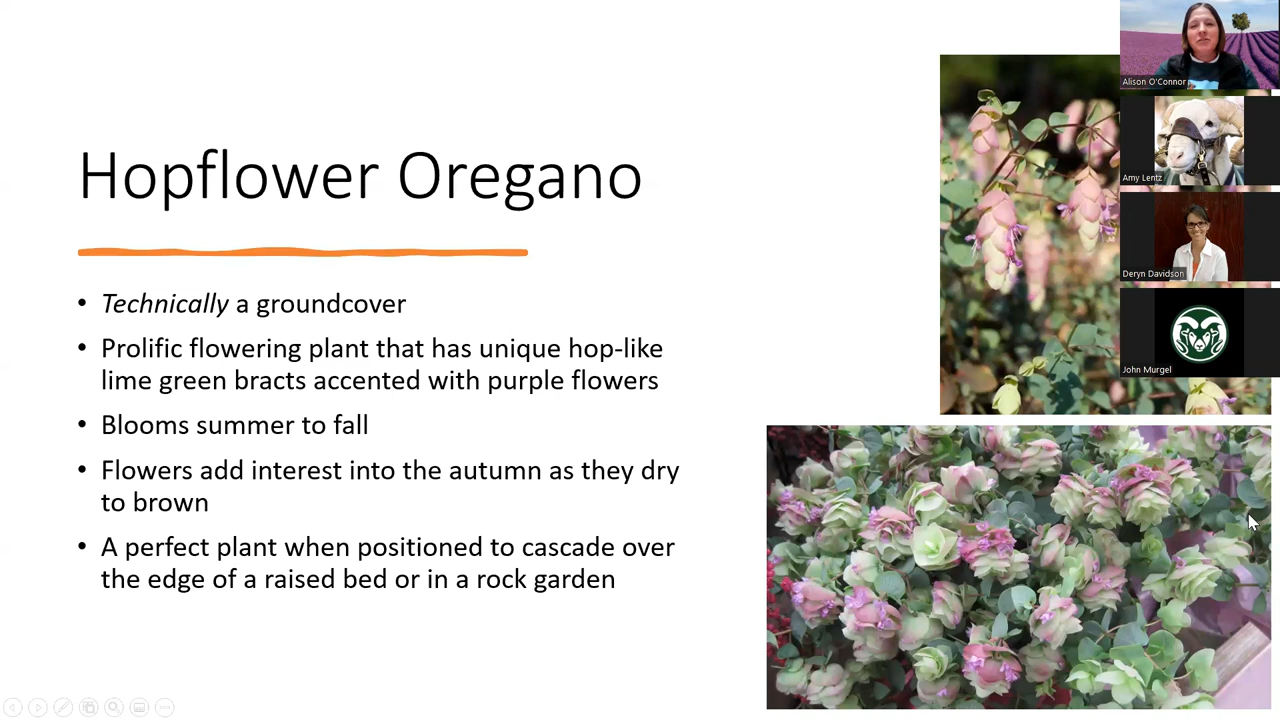 Hopflower Oregano
• Technically a groundcover
• Prolific flowering plant that has unique hop-like
lime green bracts accented with purple flowers
• Blooms summer to fall
• Flowers add interest into the autumn as they dry
to brown
• A perfect plant when positioned to cascade over
the edge of a raised bed or in a rock garden
Alison O'Connor
Amy Lentz
Deryn Davidson
John Murgel